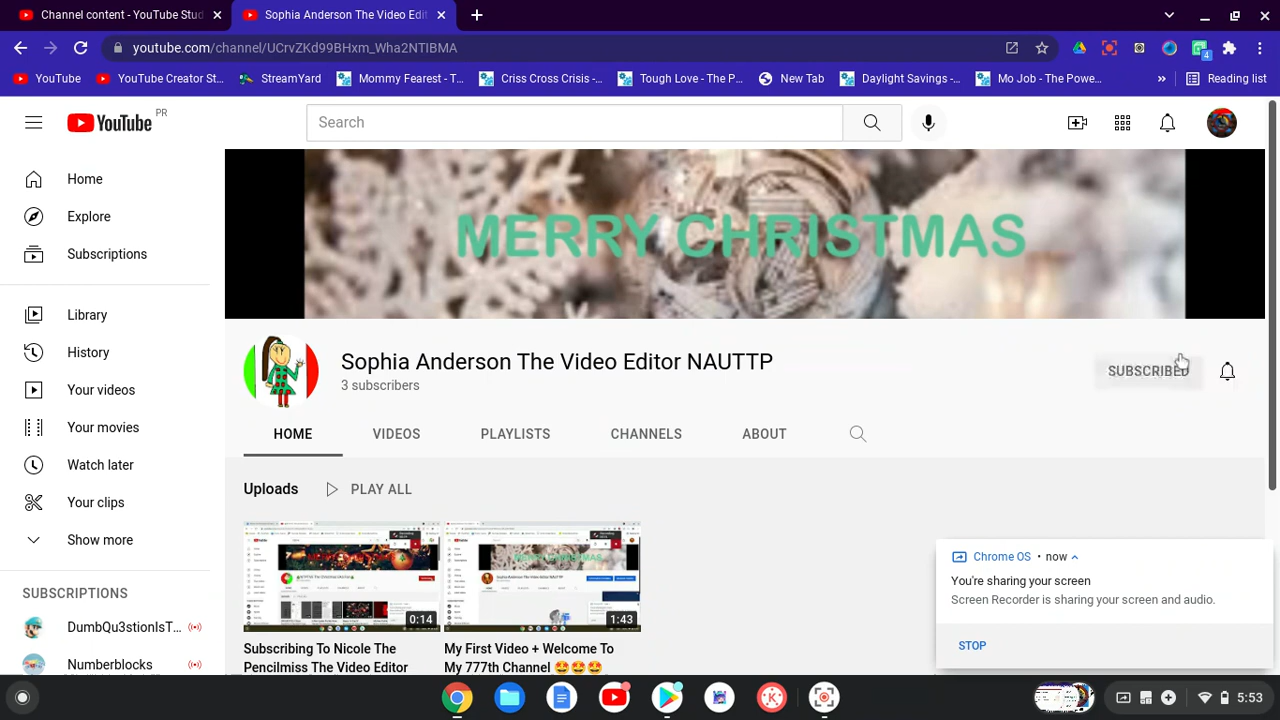 Channel content - YouTube Stud
Sophia Anderson The Video Edit
youtube.com/channel/UCrvZKd99BHxm_Wha2NTIBMA
YouTube
YouTube Creator St...
StreamYard
Mommy Fearest - T...
Criss Cross Crisis -...
Tough Love - The P...
New Tab
Daylight Savings -...
Mo Job - The Powe...
»
Reading list
4
YouTube PR
Search
Home
Explore
Subscriptions
Library
History
Your videos
Your movies
Watch later
Your clips
Show more
SUBSCRIPTIONS
DumbQu3stionIsT...
Numberblocks
MERRY CHRISTMAS
Sophia Anderson The Video Editor NAUTTP
3 subscribers
SUBSCRIBED
HOME VIDEOS PLAYLISTS CHANNELS ABOUT
Uploads PLAY ALL
0:14
Subscribing To Nicole The
Pencilmiss The Video Editor
1:43
My First Video + Welcome To
My 777th Channel 🤩🤩🤩
Chrome OS • now
You're sharing your screen
Screen Recorder is sharing your screen and audio.
STOP
5:53